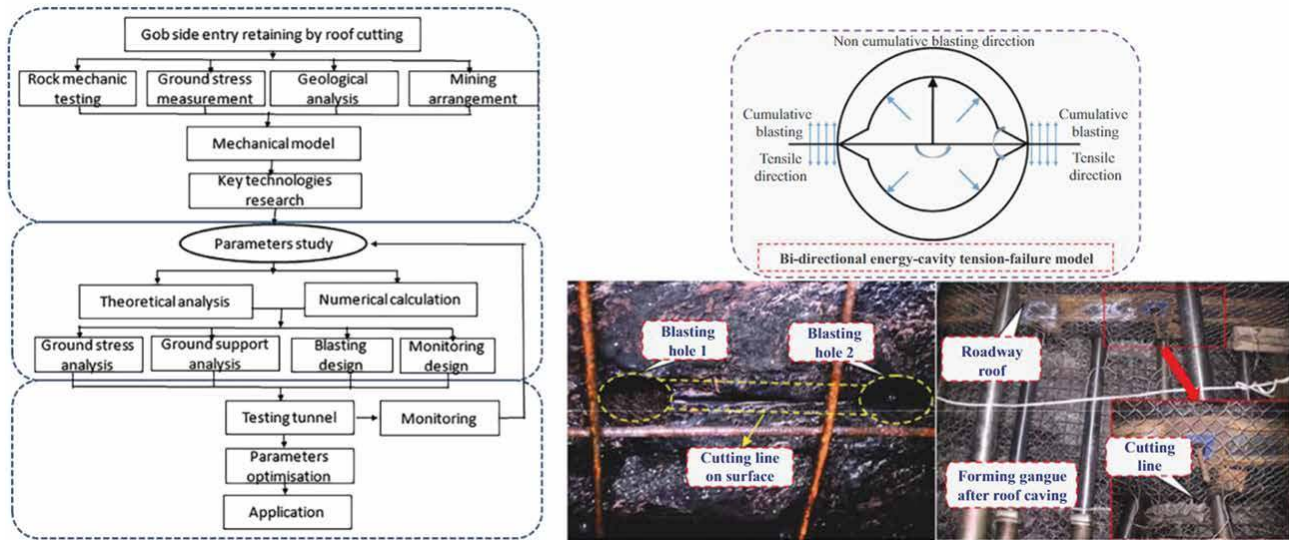 Gob side entry retaining by roof cutting
Rock mechanic
testing
Ground stress
measurement
Geological
analysis
Mining
arrangement
Mechanical model
Key technologies
research
Parameters study
Theoretical analysis
Numerical calculation
Ground stress
analysis
Ground support
analysis
Blasting
design
Monitoring
design
Testing tunnel
Monitoring
Parameters
optimisation
Application
Non cumulative blasting direction
Cumulative
blasting
Tensile
direction
Cumulative
blasting
Tensile
direction
Bi-directional energy-cavity tension-failure model
Blasting
hole 1
Blasting
hole 2
Cutting line
on surface
Roadway
roof
Forming gangue
after roof caving
Cutting
line